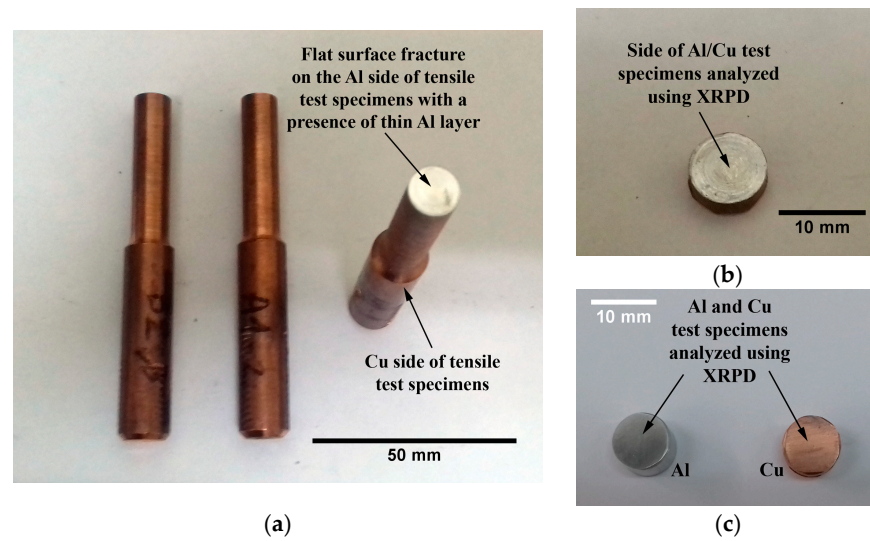 Flat surface fracture
on the Al side of tensile
test specimens with a
presence of thin Al layer
Cu side of tensile
test specimens
50 mm
(a)
Side of Al/Cu test
specimens analyzed
using XRPD
10 mm
(b)
10 mm
Al and Cu
test specimens
analyzed using
XRPD
Al
Cu
(c)